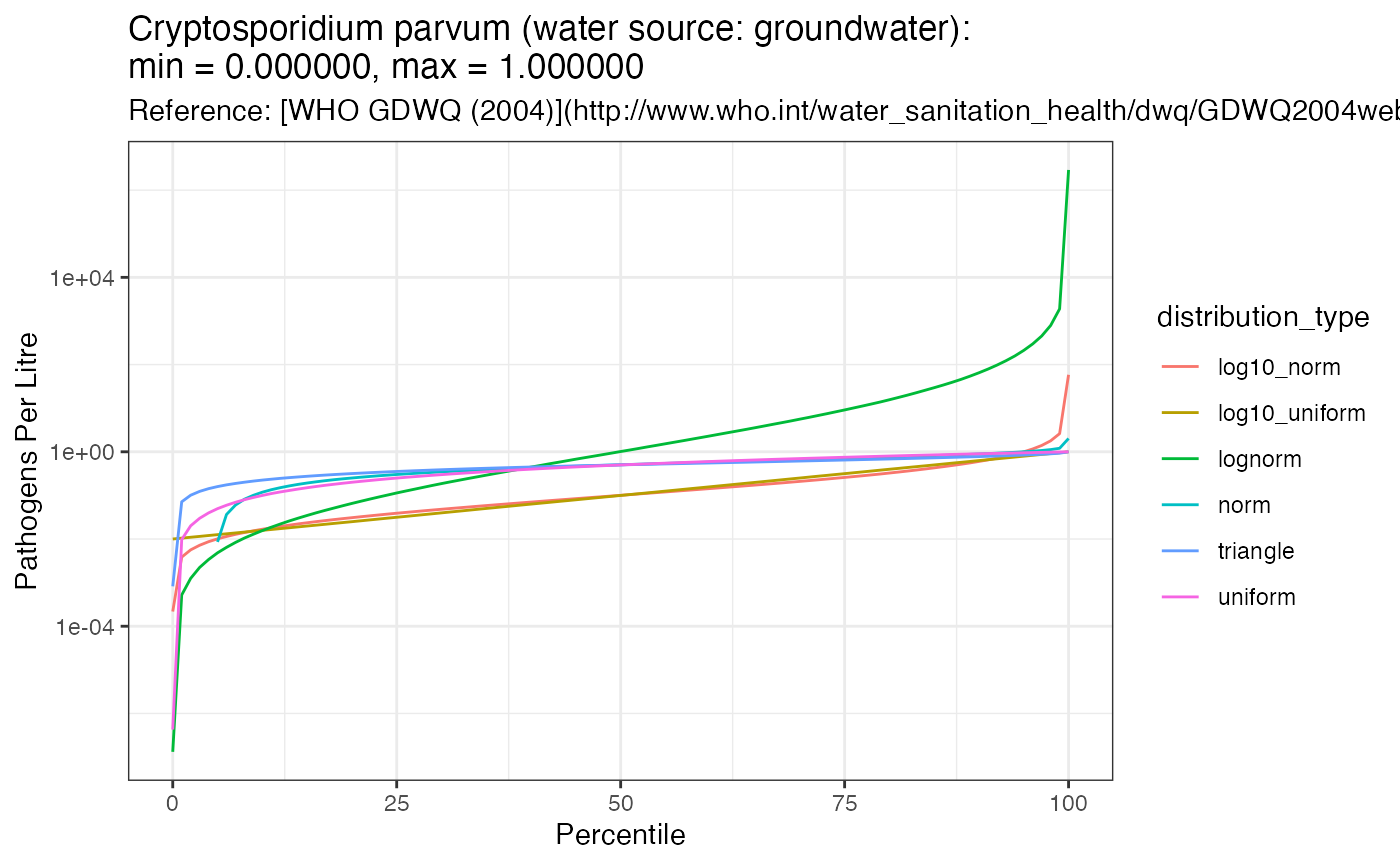 Cryptosporidium parvum (water source: groundwater):
min = 0.000000, max = 1.000000
Reference: [WHO GDWQ (2004)](http://www.who.int/water_sanitation_health/dwq/GDWQ2004web
Pathogens Per Litre
1e+04
1e+00
1e-04
0 25 50 75 100
Percentile
distribution_type
log10_norm
log10_uniform
lognorm
norm
triangle
uniform